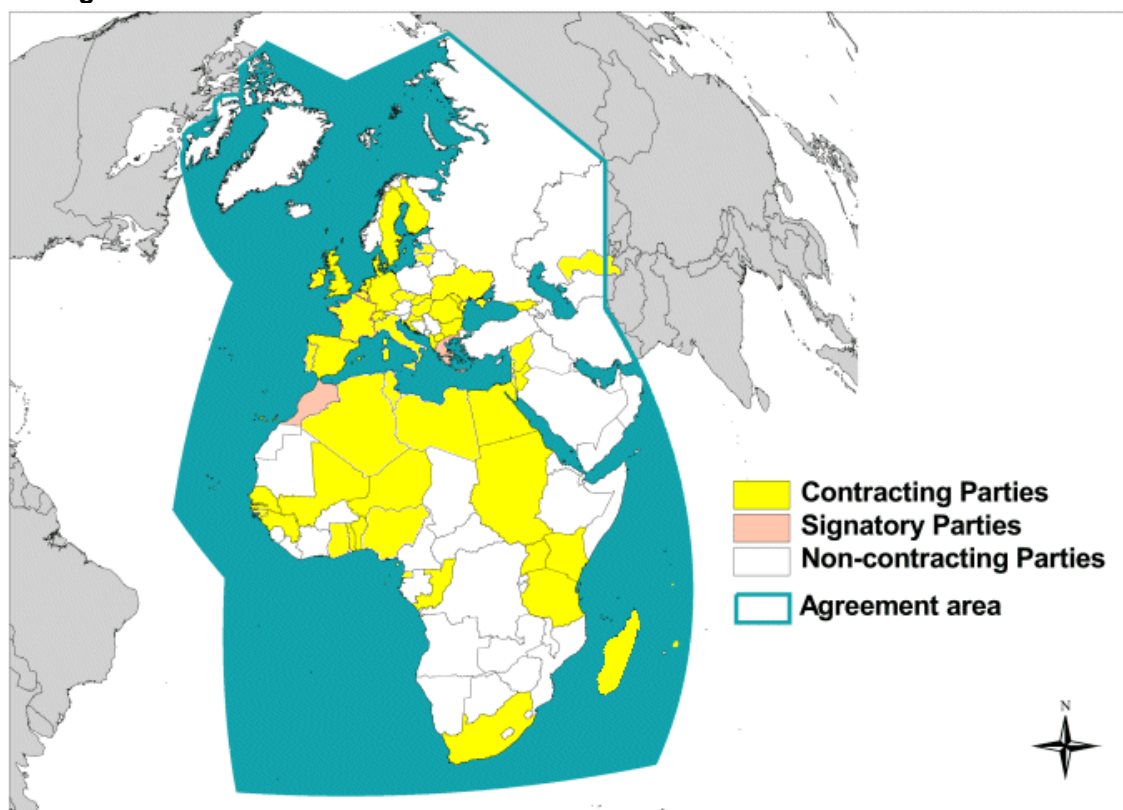 Contracting Parties
Signatory Parties
Non-contracting Parties
Agreement area
N